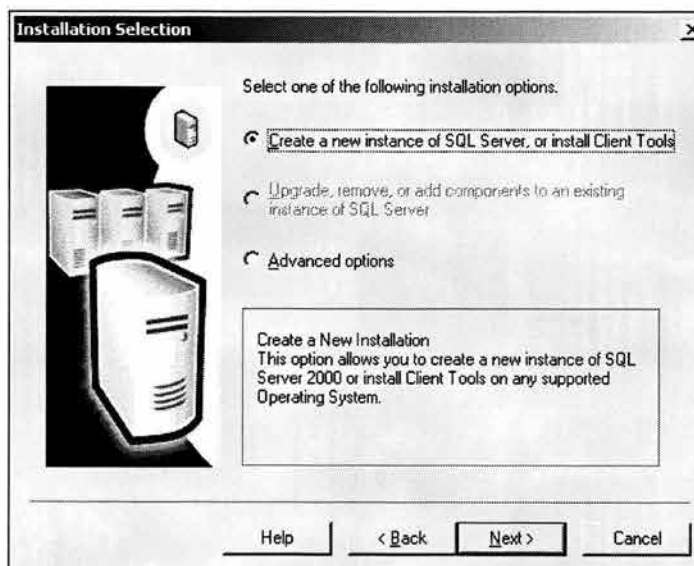 Installation Selection
Select one of the following installation options.
Create a new instance of SQL Server, or install Client Tools
Upgrade, remove, or add components to an existing
instance of SQL Server
Advanced options
Create a New Installation
This option allows you to create a new instance of SQL
Server 2000 or install Client Tools on any supported
Operating System.
Help
< Back
Next >
Cancel